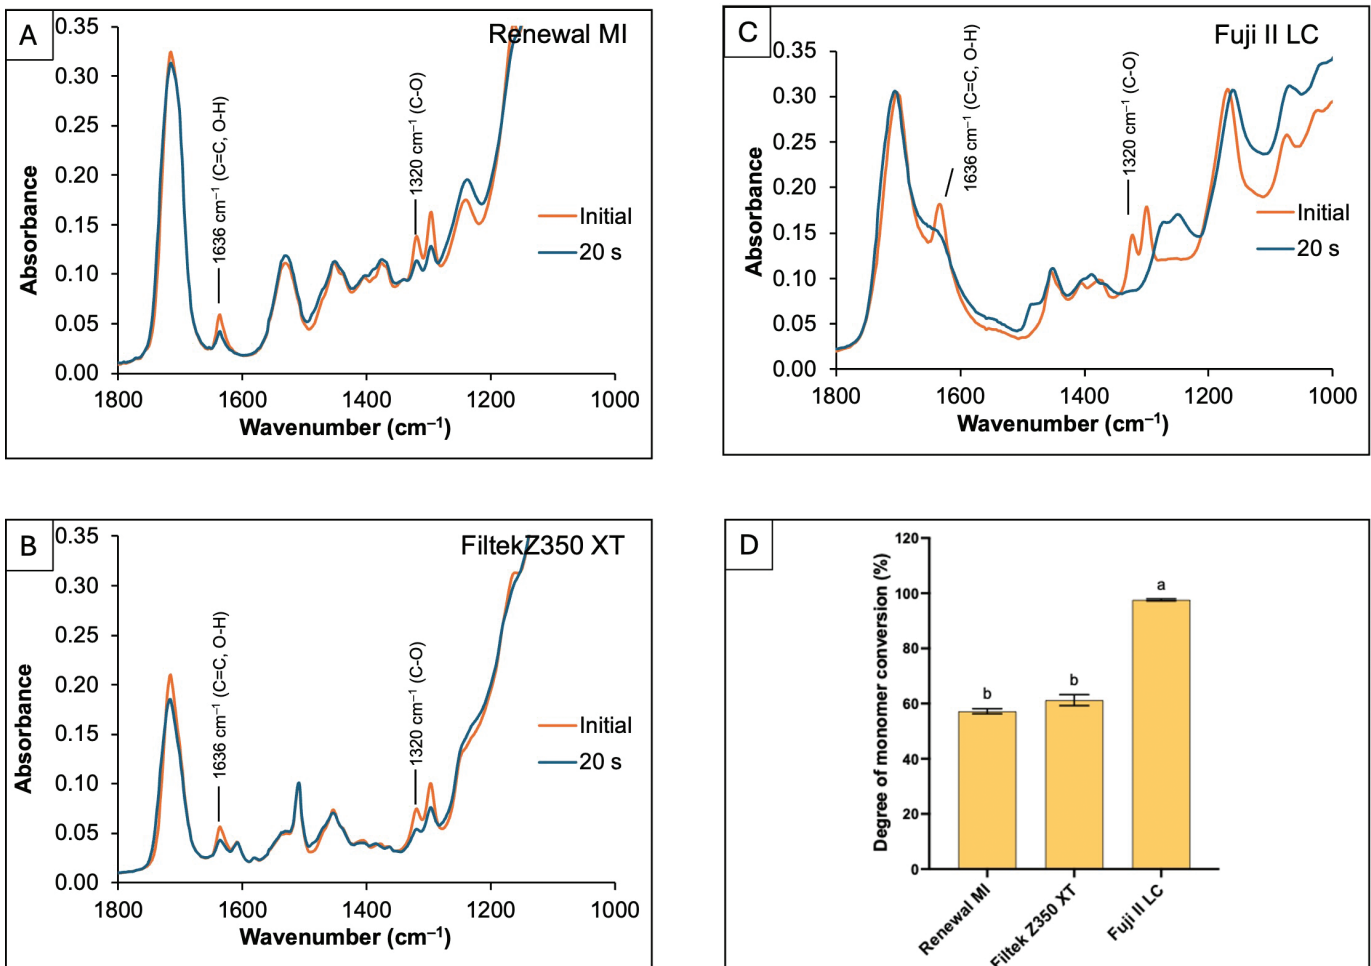 A
Renewal MI
0.35
0.30
0.25
0.20
0.15
0.10
0.05
0.00
Absorbance
1636 cm⁻¹ (C=C, O-H)
1320 cm⁻¹ (C-O)
Initial
20 s
1800
1600
1400
1200
1000
Wavenumber (cm⁻¹)
B
FiltekZ350 XT
0.35
0.30
0.25
0.20
0.15
0.10
0.05
0.00
Absorbance
1636 cm⁻¹ (C=C, O-H)
1320 cm⁻¹ (C-O)
Initial
20 s
1800
1600
1400
1200
1000
Wavenumber (cm⁻¹)
C
Fuji II LC
0.35
0.30
0.25
0.20
0.15
0.10
0.05
0.00
Absorbance
1636 cm⁻¹ (C=C, O-H)
1320 cm⁻¹ (C-O)
Initial
20 s
1800
1600
1400
1200
1000
Wavenumber (cm⁻¹)
D
Degree of monomer conversion (%)
120
100
80
60
40
20
0
b
b
a
Renewal MI
Filtek Z350 XT
Fuji II LC